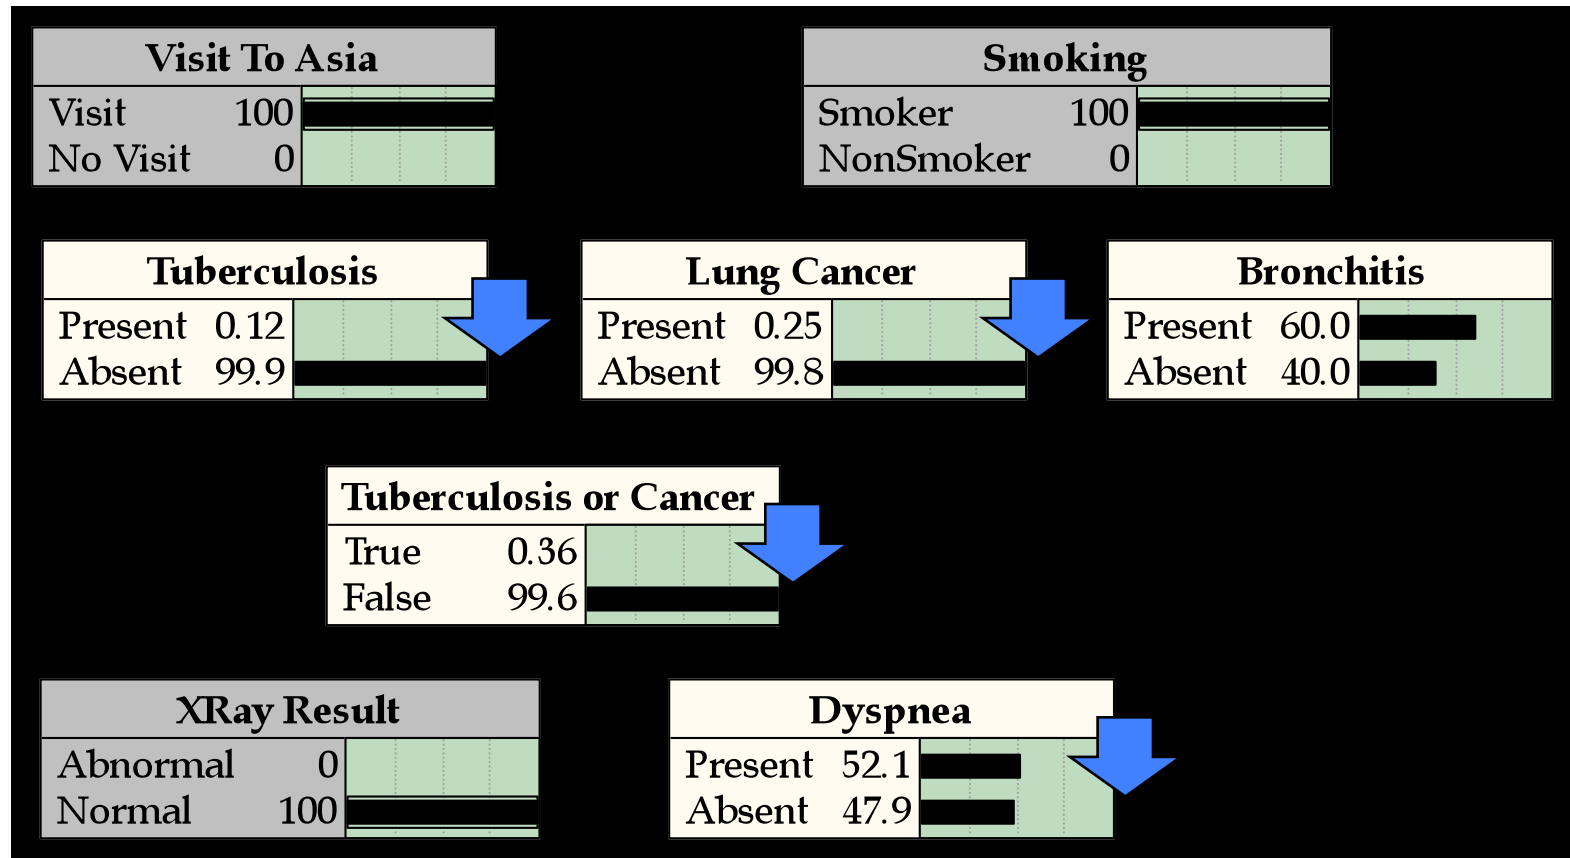 Visit To Asia
Visit 100
No Visit 0
Smoking
Smoker 100
NonSmoker 0
Tuberculosis
Present 0.12
Absent 99.9
Lung Cancer
Present 0.25
Absent 99.8
Bronchitis
Present 60.0
Absent 40.0
Tuberculosis or Cancer
True 0.36
False 99.6
XRay Result
Abnormal 0
Normal 100
Dyspnea
Present 52.1
Absent 47.9